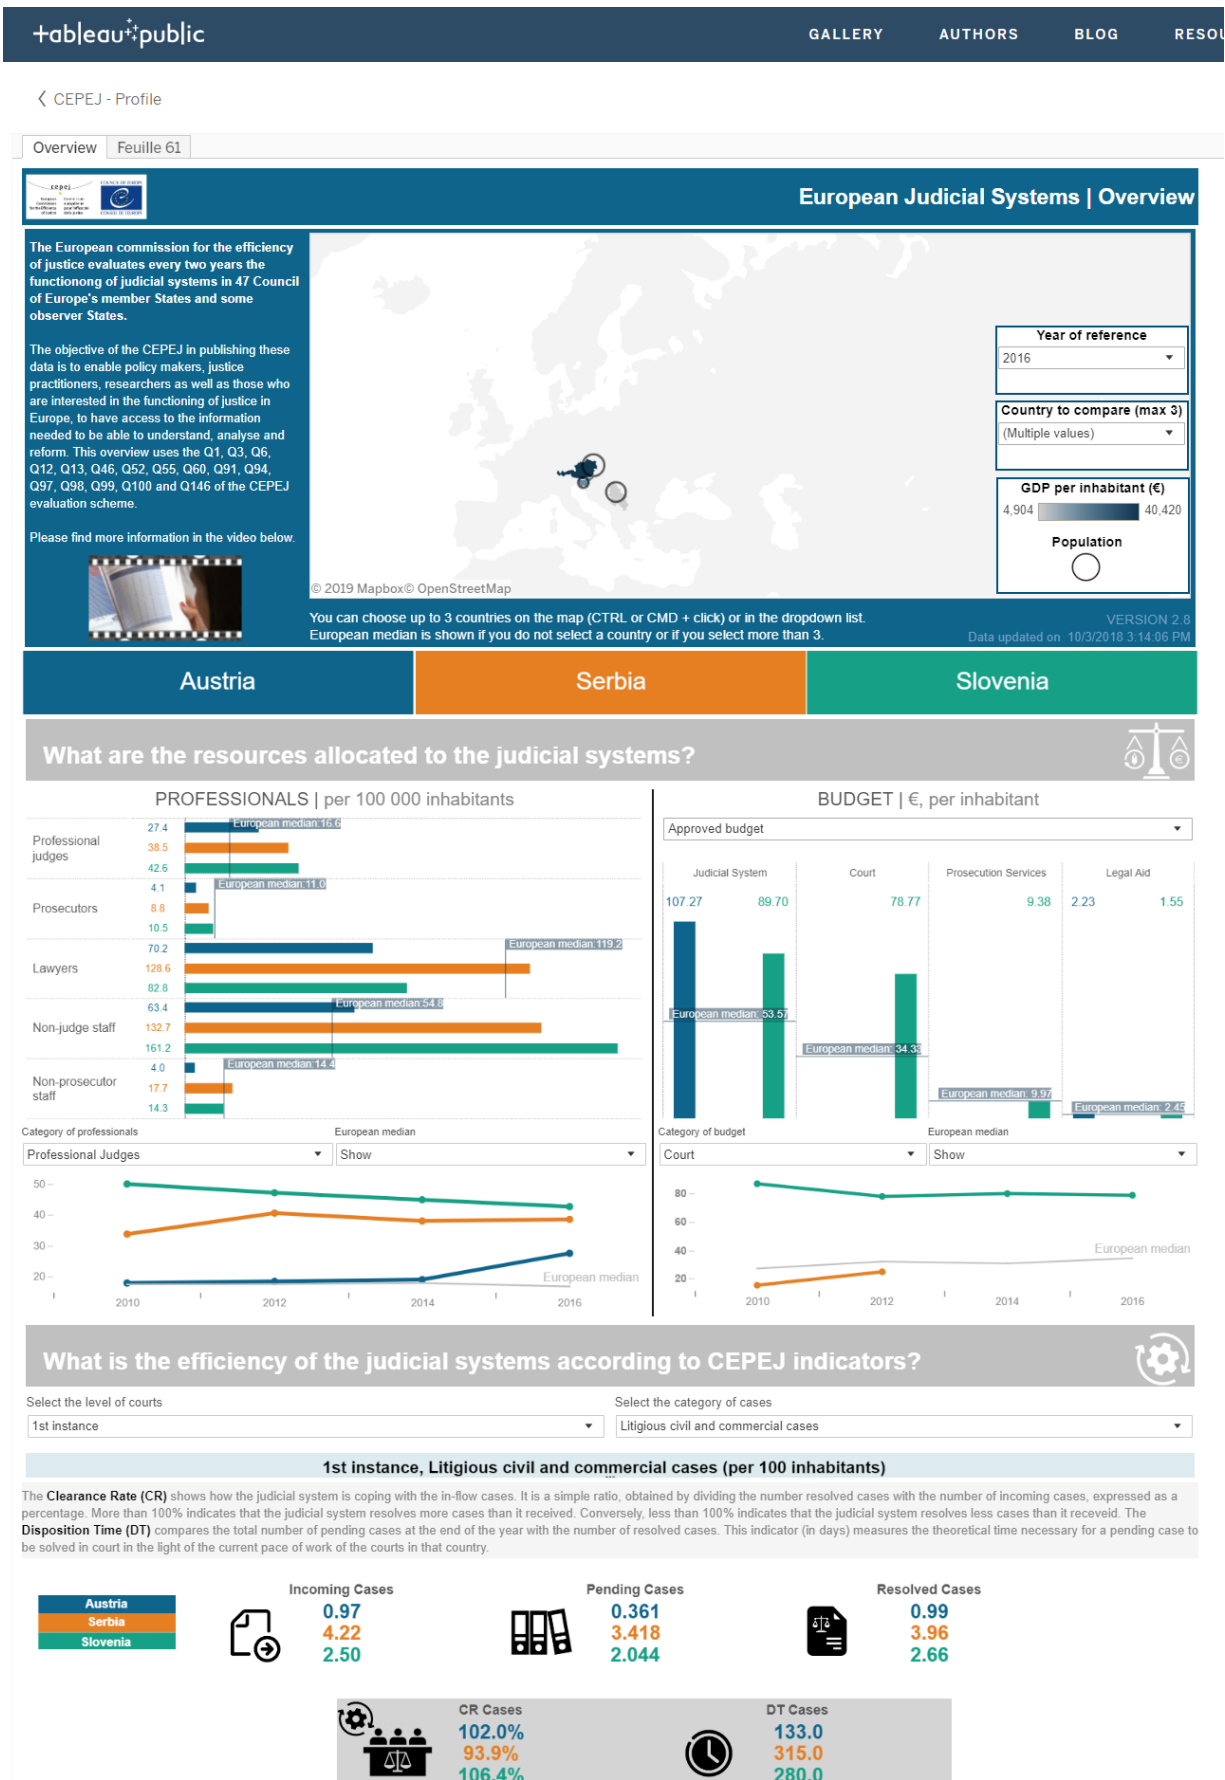 +ableau public
GALLERY AUTHORS BLOG RESOU
CEPEJ - Profile
Overview Feuille 61
cepej
COUNCIL OF EUROPE
CONSEIL DE L'EUROPE
European Judicial Systems | Overview
The European commission for the efficiency
of justice evaluates every two years the
functionong of judicial systems in 47 Council
of Europe's member States and some
observer States.
The objective of the CEPEJ in publishing these
data is to enable policy makers, justice
practitioners, researchers as well as those who
are interested in the functioning of justice in
Europe, to have access to the information
needed to be able to understand, analyse and
reform. This overview uses the Q1, Q3, Q6,
Q12, Q13, Q46, Q52, Q55, Q60, Q91, Q94,
Q97, Q98, Q99, Q100 and Q146 of the CEPEJ
evaluation scheme.
Please find more information in the video below.
Year of reference
2016
Country to compare (max 3)
(Multiple values)
GDP per inhabitant (€)
4,904 40,420
Population
© 2019 Mapbox© OpenStreetMap
You can choose up to 3 countries on the map (CTRL or CMD + click) or in the dropdown list.
European median is shown if you do not select a country or if you select more than 3.
VERSION 2.8
Data updated on 10/3/2018 3:14:06 PM
Austria Serbia Slovenia
What are the resources allocated to the judicial systems?
PROFESSIONALS | per 100 000 inhabitants
Professional
judges
27.4
38.5
42.6
European median:16.6
Prosecutors
4.1
8.8
10.5
European median:11.0
Lawyers
70.2
128.6
82.8
European median:119.2
Non-judge staff
63.4
132.7
161.2
European median:54.8
Non-prosecutor
staff
4.0
17.7
14.3
European median:14.4
Category of professionals European median
Professional Judges Show
50
40
30
20
European median
2010 2012 2014 2016
BUDGET | €, per inhabitant
Approved budget
Judicial System Court Prosecution Services Legal Aid
107.27 89.70 78.77 9.38 2.23 1.55
European median: 53.57
European median: 34.33
European median: 9.97
European median: 2.45
Category of budget European median
Court Show
80
60
40
20
European median
2010 2012 2014 2016
What is the efficiency of the judicial systems according to CEPEJ indicators?
Select the level of courts Select the category of cases
1st instance Litigious civil and commercial cases
1st instance, Litigious civil and commercial cases (per 100 inhabitants)
The Clearance Rate (CR) shows how the judicial system is coping with the in-flow cases. It is a simple ratio, obtained by dividing the number resolved cases with the number of incoming cases, expressed as a
percentage. More than 100% indicates that the judicial system resolves more cases than it received. Conversely, less than 100% indicates that the judicial system resolves less cases than it receveid. The
Disposition Time (DT) compares the total number of pending cases at the end of the year with the number of resolved cases. This indicator (in days) measures the theoretical time necessary for a pending case to
be solved in court in the light of the current pace of work of the courts in that country.
Austria
Serbia
Slovenia
Incoming Cases
0.97
4.22
2.50
Pending Cases
0.361
3.418
2.044
Resolved Cases
0.99
3.96
2.66
CR Cases
102.0%
93.9%
106.4%
DT Cases
133.0
315.0
280.0